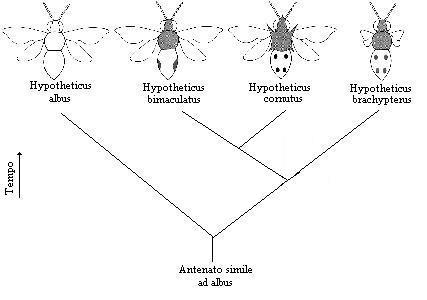 Hypotheticus
albus
Hypotheticus
bimaculatus
Hypotheticus
cornutus
Hypotheticus
brachypterus
Tempo
Antenato simile
ad albus